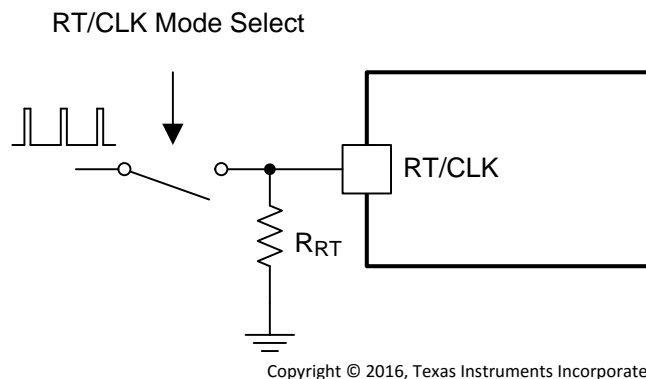 RT/CLK Mode Select
RT/CLK
RRT
Copyright © 2016, Texas Instruments Incorporate